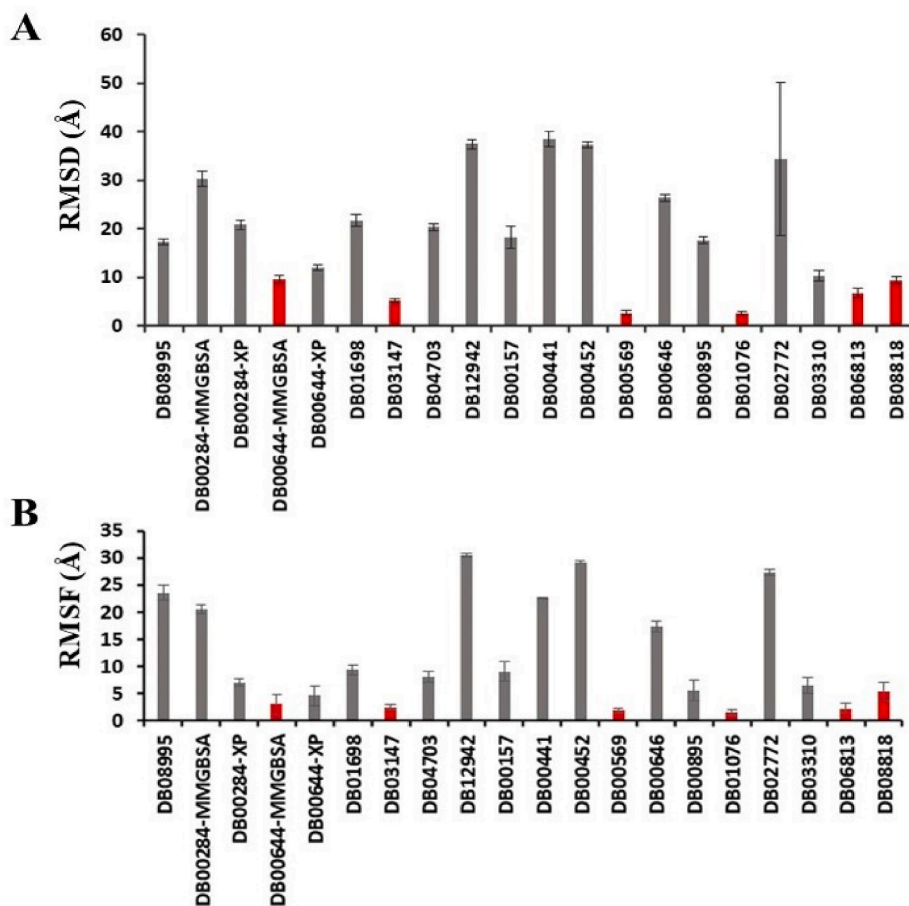 A
RMSD (Å)
60
50
40
30
20
10
0
DB08995
DB00284-MMGBSA
DB00284-XP
DB00644-MMGBSA
DB00644-XP
DB01698
DB03147
DB04703
DB12942
DB00157
DB00441
DB00452
DB00569
DB00646
DB00895
DB01076
DB02772
DB03310
DB06813
DB08818
B
RMSF (Å)
35
30
25
20
15
10
5
0
DB08995
DB00284-MMGBSA
DB00284-XP
DB00644-MMGBSA
DB00644-XP
DB01698
DB03147
DB04703
DB12942
DB00157
DB00441
DB00452
DB00569
DB00646
DB00895
DB01076
DB02772
DB03310
DB06813
DB08818